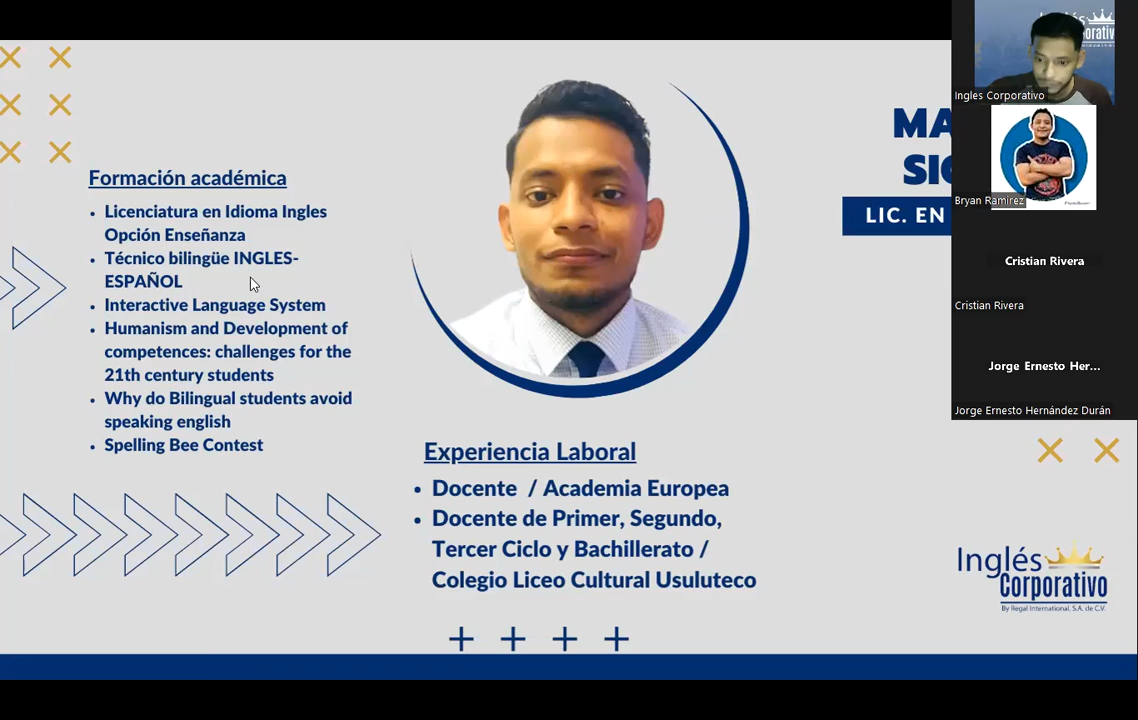 Formación académica
Licenciatura en Idioma Ingles
Opción Enseñanza
Técnico bilingüe INGLES-
ESPAÑOL
Interactive Language System
Humanism and Development of
competences: challenges for the
21th century students
Why do Bilingual students avoid
speaking english
Spelling Bee Contest
Experiencia Laboral
Docente / Academia Europea
Docente de Primer, Segundo,
Tercer Ciclo y Bachillerato /
Colegio Liceo Cultural Usuluteco
LIC. EN
Ingles Corporativo
Bryan Ramirez
Cristian Rivera
Cristian Rivera
Jorge Ernesto Her...
Jorge Ernesto Hernández Durán
Inglés
Corporativo
By Regal International, S.A. de C.V.